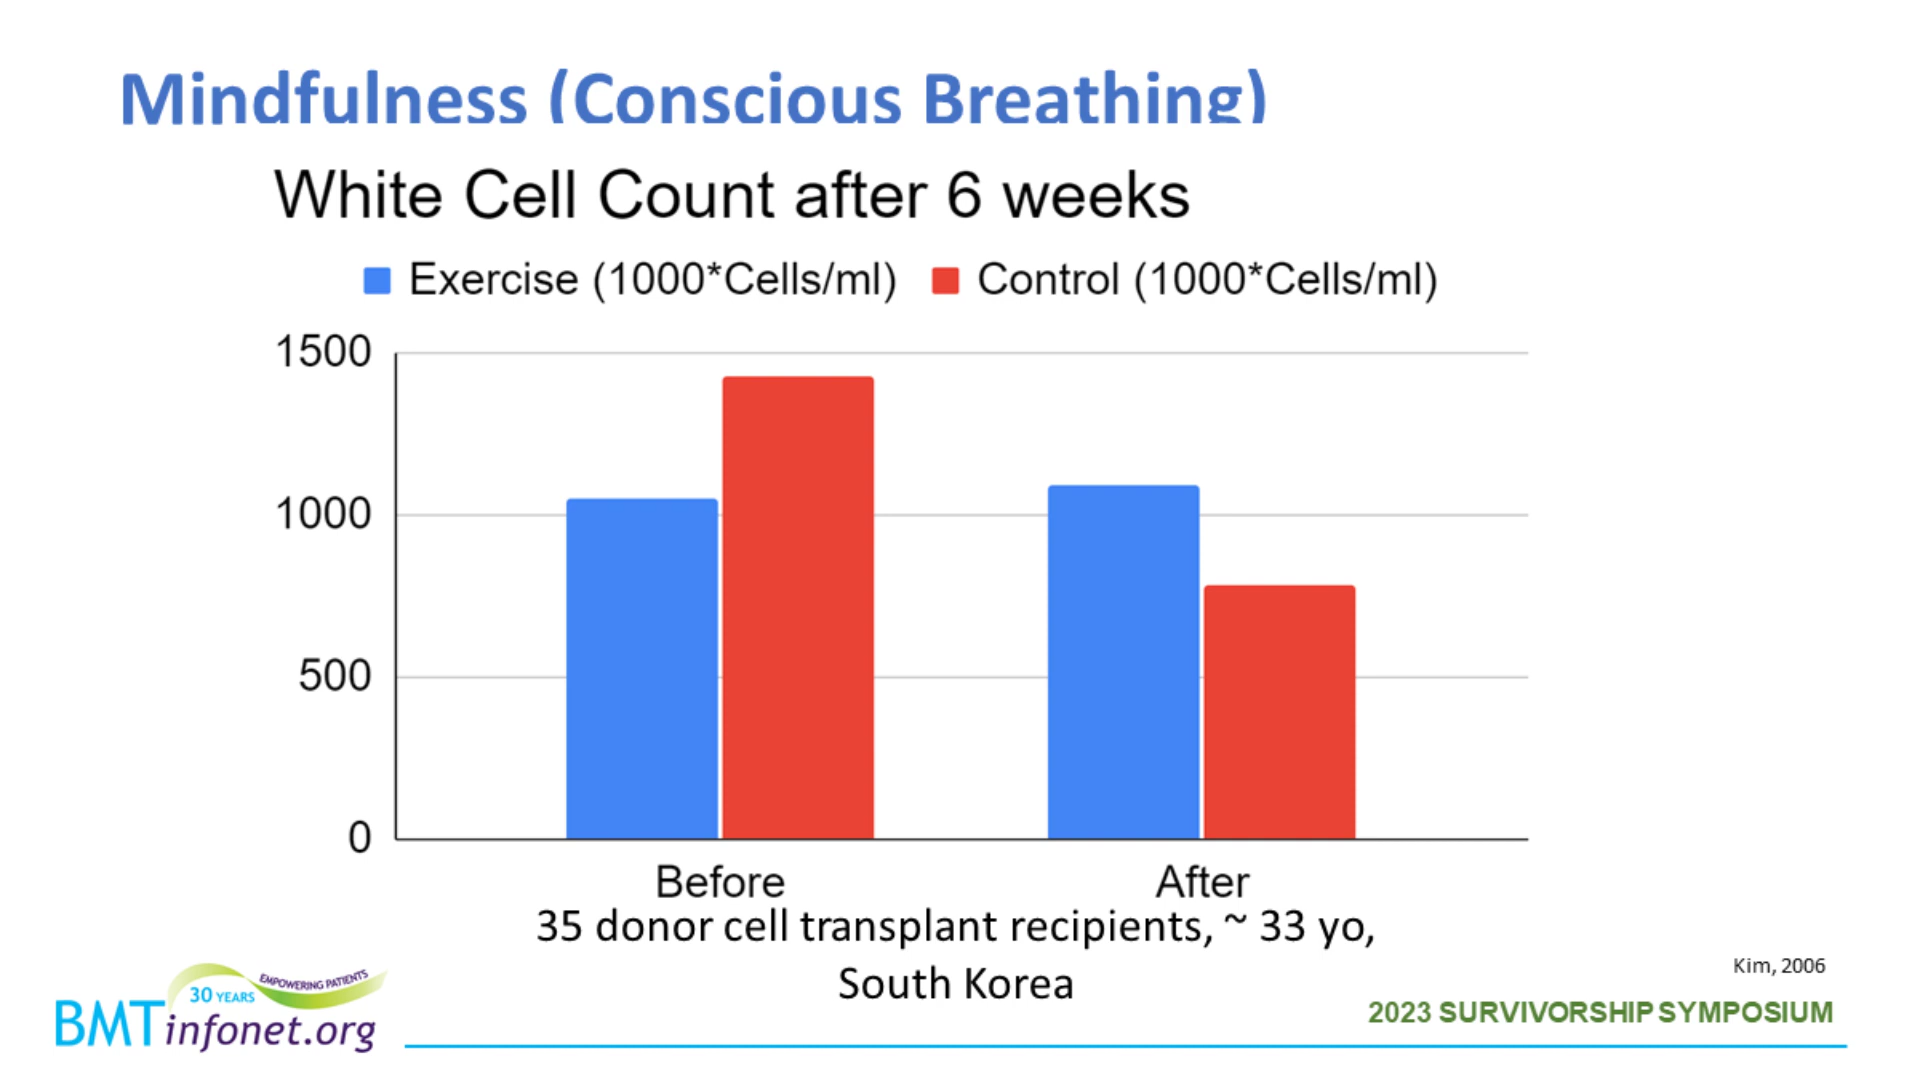 Mindfulness (Conscious Breathing)
White Cell Count after 6 weeks
Exercise (1000*Cells/ml) Control (1000*Cells/ml)
1500
1000
500
0
Before After
35 donor cell transplant recipients, ~ 33 yo,
South Korea
Kim, 2006
30 YEARS EMPOWERING PATIENTS
BMTinfonet.org
2023 SURVIVORSHIP SYMPOSIUM